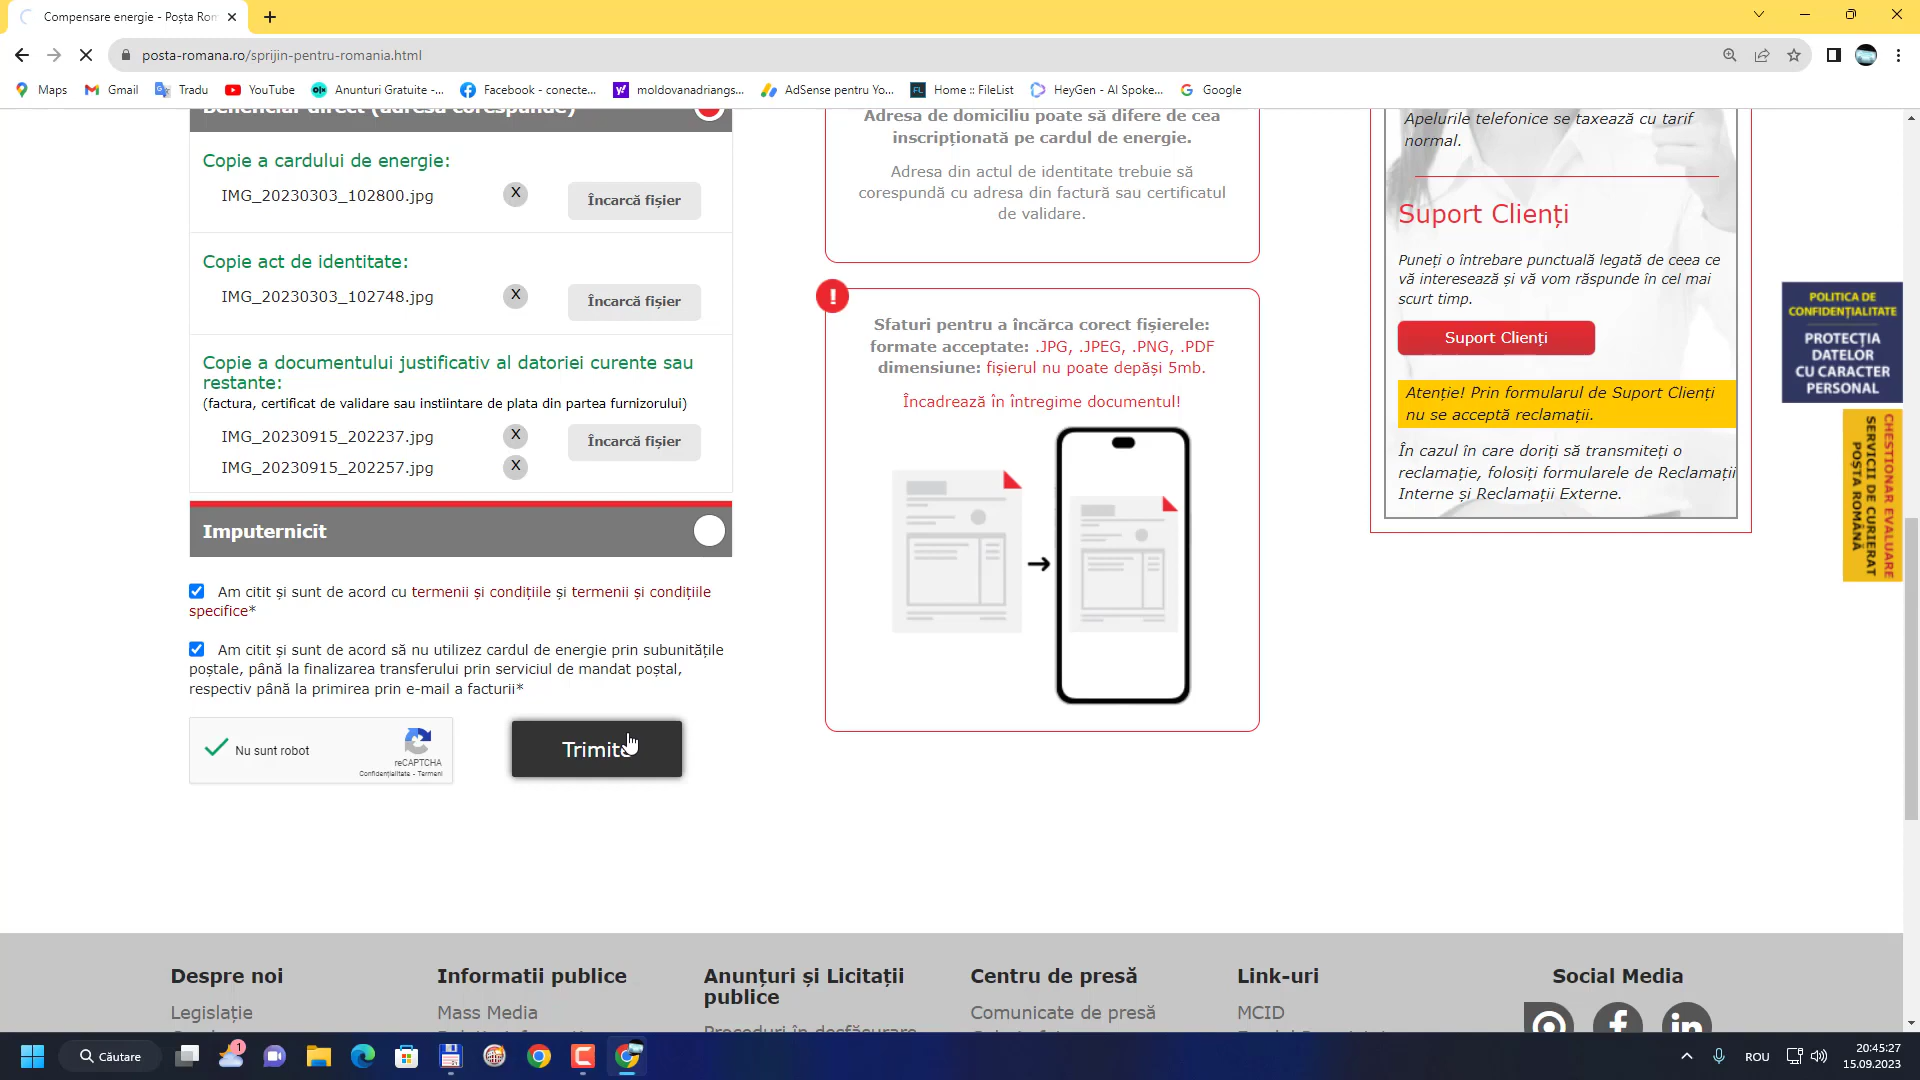 Compensare energie - Poșta Rom
posta-romana.ro/sprijin-pentru-romania.html
Maps
Gmail
Tradu
YouTube
Anunturi Gratuite -...
Facebook - conecte...
moldovanadriangs...
AdSense pentru Yo...
Home :: FileList
HeyGen - AI Spoke...
Google
Beneficiar direct (adresa corespunde)
Copie a cardului de energie:
IMG_20230303_102800.jpg
X
Încarcă fișier
Copie act de identitate:
IMG_20230303_102748.jpg
X
Încarcă fișier
Copie a documentului justificativ al datoriei curente sau
restante:
(factura, certificat de validare sau instiintare de plata din partea furnizorului)
IMG_20230915_202237.jpg
X
Încarcă fișier
IMG_20230915_202257.jpg
X
Imputernicit
Am citit și sunt de acord cu termenii și condițiile și termenii și condițiile
specifice*
Am citit și sunt de acord să nu utilizez cardul de energie prin subunitățile
poștale, până la finalizarea transferului prin serviciul de mandat poștal,
respectiv până la primirea prin e-mail a facturii*
Nu sunt robot
reCAPTCHA
Confidențialitate - Termeni
Trimite
Adresa de domiciliu poate să difere de cea
inscripționată pe cardul de energie.
Adresa din actul de identitate trebuie să
corespundă cu adresa din factură sau certificatul
de validare.
!
Sfaturi pentru a încărca corect fișierele:
formate acceptate: .JPG, .JPEG, .PNG, .PDF
dimensiune: fișierul nu poate depăși 5mb.
Încadrează în întregime documentul!
Apelurile telefonice se taxează cu tarif
normal.
Suport Clienți
Puneți o întrebare punctuală legată de ceea ce
vă interesează și vă vom răspunde în cel mai
scurt timp.
Suport Clienți
Atenție! Prin formularul de Suport Clienți
nu se acceptă reclamații.
În cazul în care doriți să transmiteți o
reclamație, folosiți formularele de Reclamații
Interne și Reclamații Externe.
POLITICA DE
CONFIDENȚIALITATE
PROTECȚIA
DATELOR
CU CARACTER
PERSONAL
CHESTIONAR EVALUARE
SERVICII DE CURIERAT
POȘTA ROMÂNĂ
Despre noi
Legislație
Informatii publice
Mass Media
Anunțuri și Licitații
publice
Proceduri în desfășurare
Centru de presă
Comunicate de presă
Link-uri
MCID
Social Media
f
in
1
Căutare
ROU
20:45:27
15.09.2023